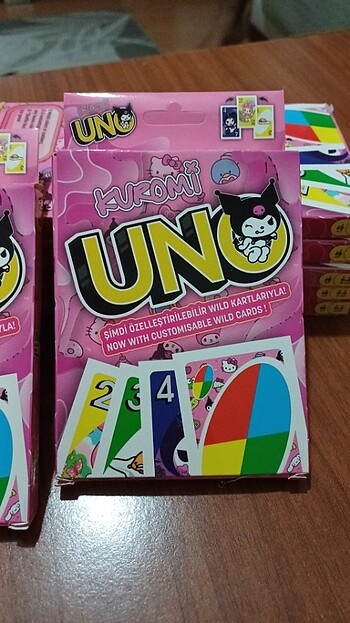 UNO
KUROMI
UNO
ŞİMDİ ÖZELLEŞTİRİLEBİLİR WILD KARTLARIYLA!
NOW WITH CUSTOMISABLE WILD CARDS !
YLA!
2
3
4